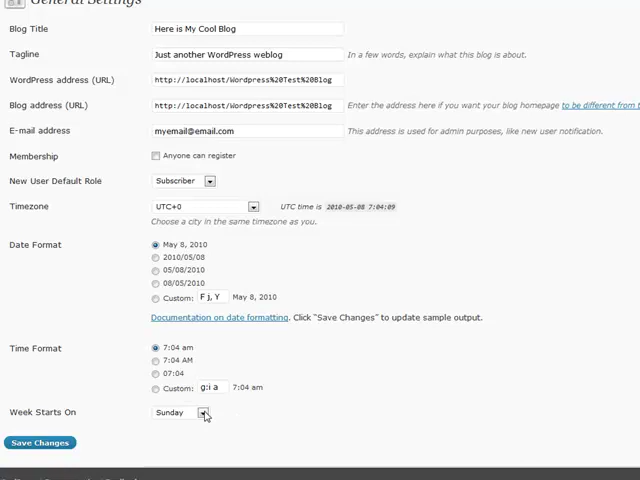 General Settings
Blog Title Here is My Cool Blog
Tagline Just another WordPress weblog In a few words, explain what this blog is about.
WordPress address (URL) http://localhost/Wordpress%20Test%20Blog
Blog address (URL) http://localhost/Wordpress%20Test%20Blog Enter the address here if you want your blog homepage to be different from
E-mail address myemail@email.com This address is used for admin purposes, like new user notification.
Membership Anyone can register
New User Default Role Subscriber
Timezone UTC+0 UTC time is 2010-05-08 7:04:09
Choose a city in the same timezone as you.
Date Format May 8, 2010
2010/05/08
05/08/2010
08/05/2010
Custom: F j, Y May 8, 2010
Documentation on date formatting. Click "Save Changes" to update sample output.
Time Format 7:04 am
7:04 AM
07:04
Custom: g:i a 7:04 am
Week Starts On Sunday
Save Changes